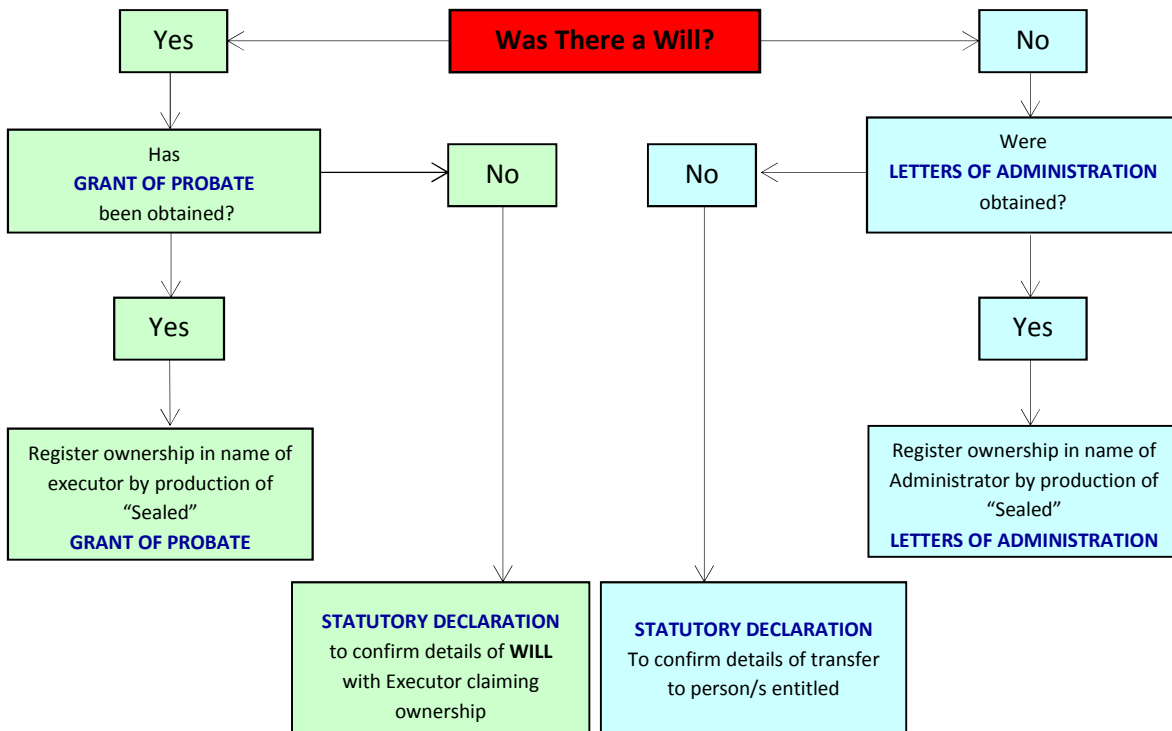 Yes
Was There a Will?
No
Has
GRANT OF PROBATE
been obtained?
No
No
Were
LETTERS OF ADMINISTRATION
obtained?
Yes
Yes
Register ownership in name of
executor by production of
“Sealed”
GRANT OF PROBATE
Register ownership in name of
Administrator by production of
“Sealed”
LETTERS OF ADMINISTRATION
STATUTORY DECLARATION
to confirm details of WILL
with Executor claiming
ownership
STATUTORY DECLARATION
To confirm details of transfer
to person/s entitled